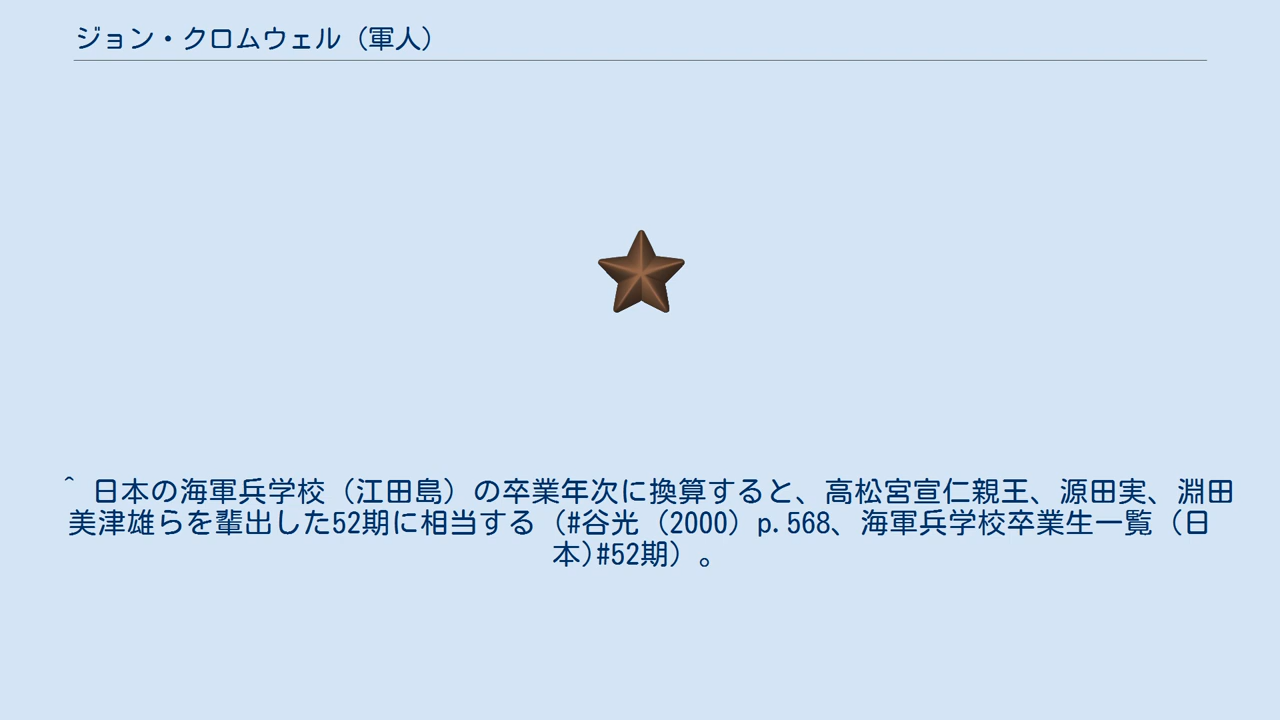 ジョン・クロムウェル（軍人）
^ 日本の海軍兵学校（江田島）の卒業年次に換算すると、高松宮宣仁親王、源田実、淵田
美津雄らを輩出した52期に相当する（#谷光（2000）p.568、海軍兵学校卒業生一覧（日
本)#52期）。